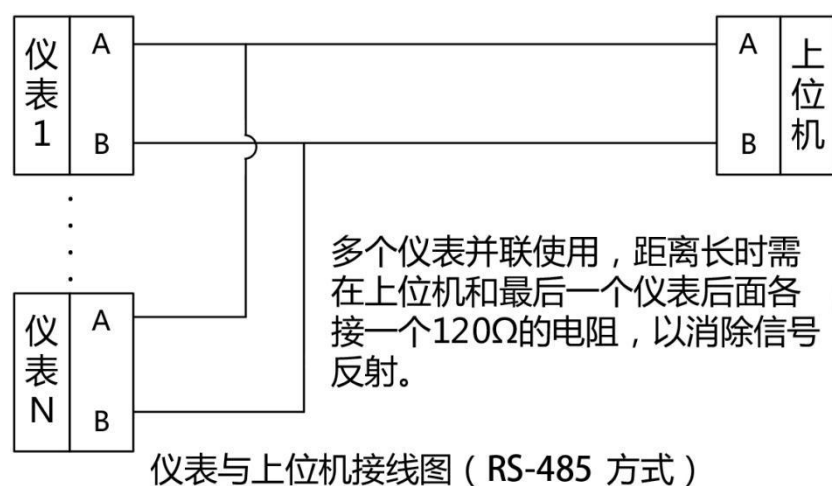 仪表1
A
B
A
B
上位机
仪表N
A
B
多个仪表并联使用，距离长时需
在上位机和最后一个仪表后面各
接一个120Ω的电阻，以消除信号
反射。
仪表与上位机接线图（RS-485 方式）